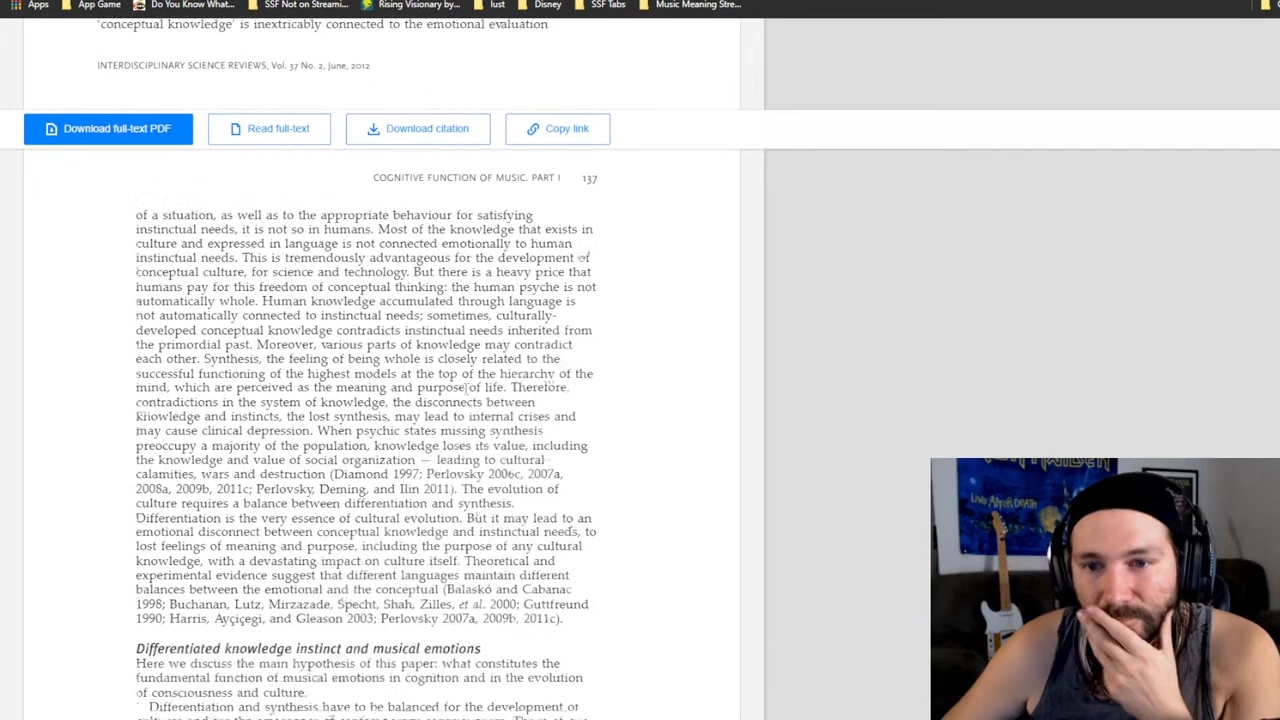 Apps App Game Do You Know What'... SSF Not on Streami... Rising Visionary by... lust Disney SSF Tabs Music Meaning Stre...
'conceptual knowledge' is inextricably connected to the emotional evaluation
INTERDISCIPLINARY SCIENCE REVIEWS, Vol. 37 No. 2, June, 2012
Download full-text PDF Read full-text Download citation Copy link
COGNITIVE FUNCTION OF MUSIC. PART I 137
of a situation, as well as to the appropriate behaviour for satisfying
instinctual needs, it is not so in humans. Most of the knowledge that exists in
culture and expressed in language is not connected emotionally to human
instinctual needs. This is tremendously advantageous for the development of
conceptual culture, for science and technology. But there is a heavy price that
humans pay for this freedom of conceptual thinking: the human psyche is not
automatically whole. Human knowledge accumulated through language is
not automatically connected to instinctual needs; sometimes, culturally-
developed conceptual knowledge contradicts instinctual needs inherited from
the primordial past. Moreover, various parts of knowledge may contradict
each other. Synthesis, the feeling of being whole is closely related to the
successful functioning of the highest models at the top of the hierarchy of the
mind, which are perceived as the meaning and purpose of life. Therefore,
contradictions in the system of knowledge, the disconnects between
knowledge and instincts, the lost synthesis, may lead to internal crises and
may cause clinical depression. When psychic states missing synthesis
preoccupy a majority of the population, knowledge loses its value, including
the knowledge and value of social organization — leading to cultural
calamities, wars and destruction (Diamond 1997; Perlovsky 2006c, 2007a,
2008a, 2009b, 2011c; Perlovsky, Deming, and Ilin 2011). The evolution of
culture requires a balance between differentiation and synthesis.
Differentiation is the very essence of cultural evolution. But it may lead to an
emotional disconnect between conceptual knowledge and instinctual needs, to
lost feelings of meaning and purpose, including the purpose of any cultural
knowledge, with a devastating impact on culture itself. Theoretical and
experimental evidence suggest that different languages maintain different
balances between the emotional and the conceptual (Balaskó and Cabanac
1998; Buchanan, Lutz, Mirzazade, Specht, Shah, Zilles, et al. 2000; Guttfreund
1990; Harris, Ayçiçegi, and Gleason 2003; Perlovsky 2007a, 2009b, 2011c).
Differentiated knowledge instinct and musical emotions
Here we discuss the main hypothesis of this paper: what constitutes the
fundamental function of musical emotions in cognition and in the evolution
of consciousness and culture.
Differentiation and synthesis have to be balanced for the development of
LIVE AFTER DEATH